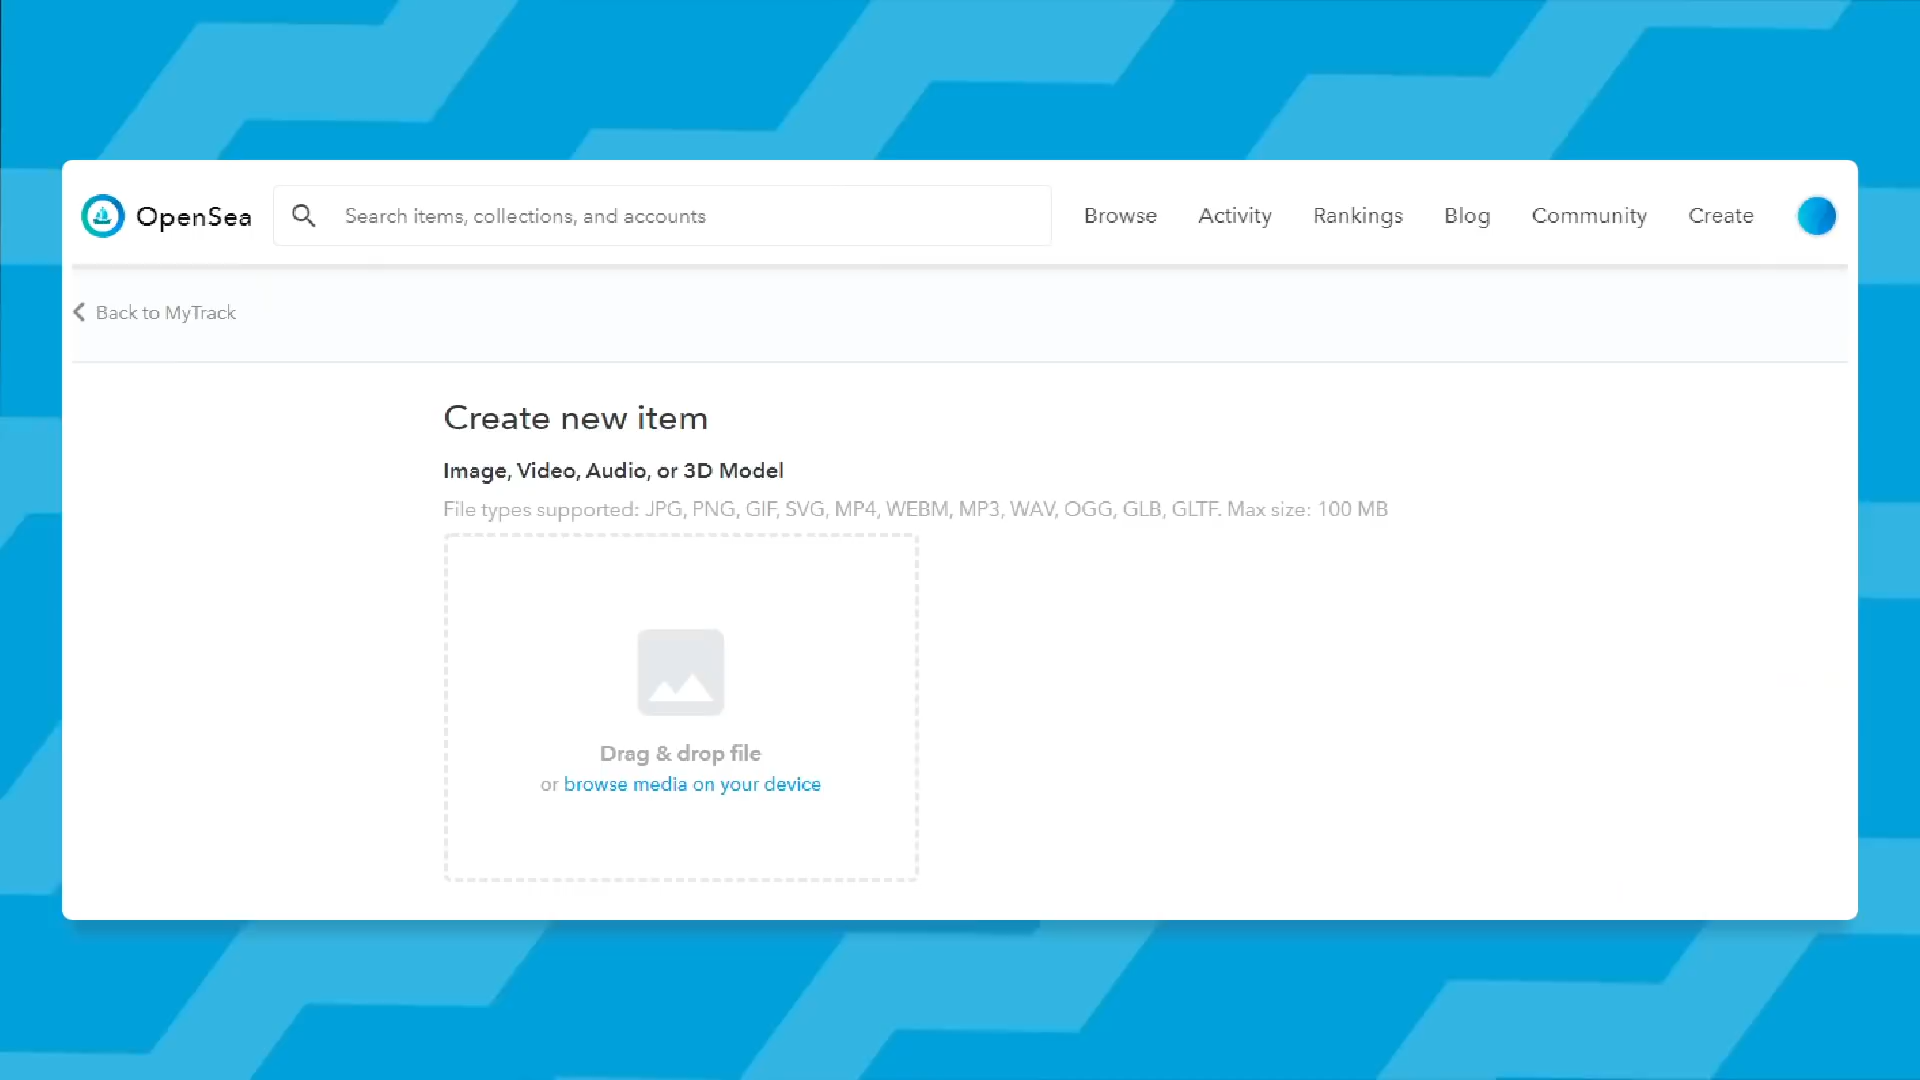 OpenSea
Search items, collections, and accounts
Browse
Activity
Rankings
Blog
Community
Create
Back to MyTrack
Create new item
Image, Video, Audio, or 3D Model
File types supported: JPG, PNG, GIF, SVG, MP4, WEBM, MP3, WAV, OGG, GLB, GLTF. Max size: 100 MB
Drag & drop file
or browse media on your device